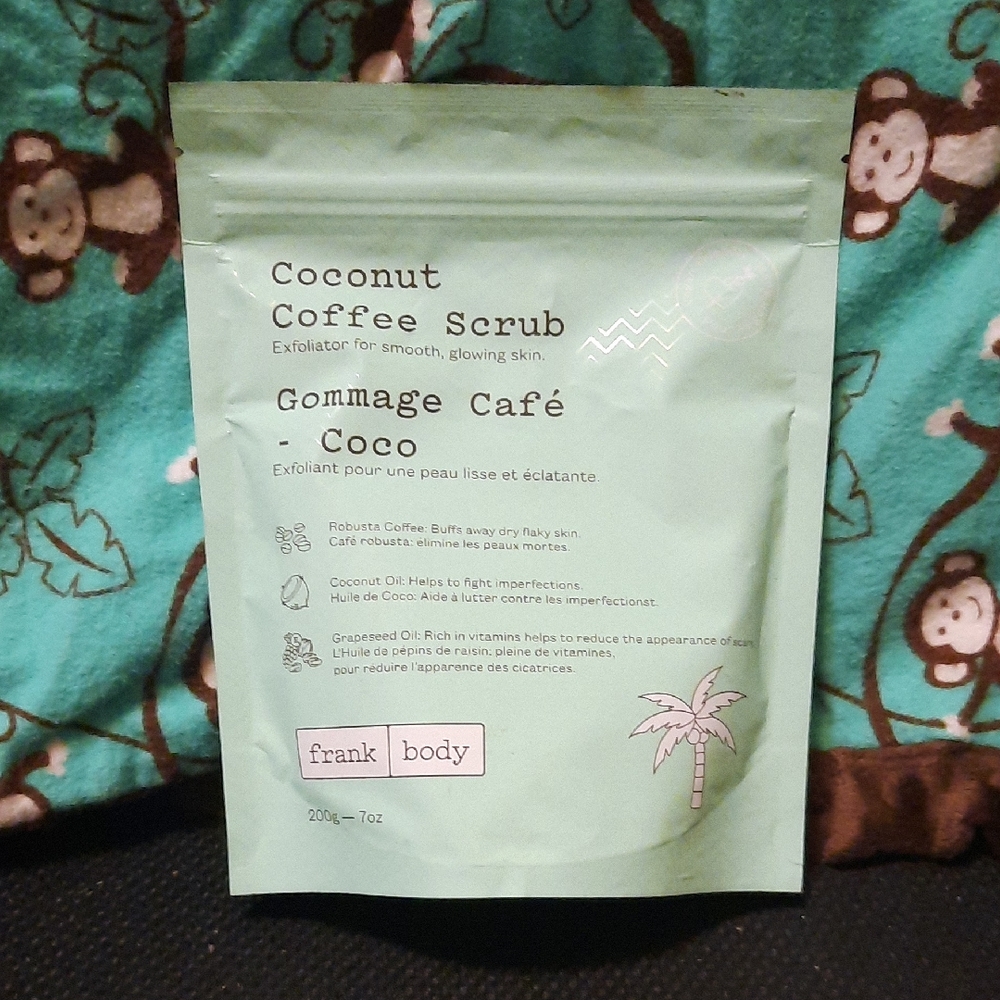 Coconut
Coffee Scrub
Exfoliator for smooth, glowing skin.
Gommage Café
- Coco
Exfoliant pour une peau lisse et éclatante.
Robusta Coffee: Buffs away dry flaky skin.
Café robusta: élimine les peaux mortes.
Coconut Oil: Helps to fight imperfections.
Huile de Coco: Aide à lutter contre les imperfectionst.
Grapeseed Oil: Rich in vitamins helps to reduce the appearance of scars.
L'Huile de pépins de raisin: pleine de vitamines,
pour réduire l'apparence des cicatrices.
frank body
200g — 7oz